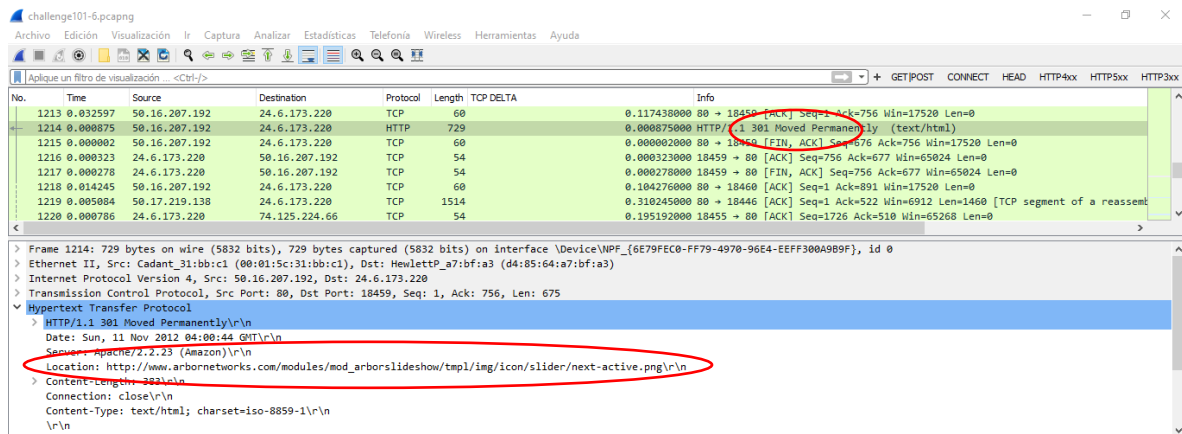 challenge101-6.pcapng
Archivo Edición Visualización Ir Captura Analizar Estadísticas Telefonía Wireless Herramientas Ayuda
Aplique un filtro de visualización … <Ctrl-/> + GET|POST CONNECT HEAD HTTP4xx HTTP5xx HTTP3xx
No. Time Source Destination Protocol Length TCP DELTA Info
1213 0.032597 50.16.207.192 24.6.173.220 TCP 60 0.117438000 80 → 18459 [ACK] Seq=1 Ack=756 Win=17520 Len=0
1214 0.000875 50.16.207.192 24.6.173.220 HTTP 729 0.000875000 HTTP/1.1 301 Moved Permanently (text/html)
1215 0.000002 50.16.207.192 24.6.173.220 TCP 60 0.000002000 80 → 18459 [FIN, ACK] Seq=676 Ack=756 Win=17520 Len=0
1216 0.000323 24.6.173.220 50.16.207.192 TCP 54 0.000323000 18459 → 80 [ACK] Seq=756 Ack=677 Win=65024 Len=0
1217 0.000278 24.6.173.220 50.16.207.192 TCP 54 0.000278000 18459 → 80 [FIN, ACK] Seq=756 Ack=677 Win=65024 Len=0
1218 0.014245 50.16.207.192 24.6.173.220 TCP 60 0.104276000 80 → 18460 [ACK] Seq=1 Ack=891 Win=17520 Len=0
1219 0.005084 50.17.219.138 24.6.173.220 TCP 1514 0.310245000 80 → 18446 [ACK] Seq=1 Ack=522 Win=6912 Len=1460 [TCP segment of a reassemb
1220 0.000786 24.6.173.220 74.125.224.66 TCP 54 0.195192000 18455 → 80 [ACK] Seq=1726 Ack=510 Win=65268 Len=0
Frame 1214: 729 bytes on wire (5832 bits), 729 bytes captured (5832 bits) on interface \Device\NPF_{6E79FEC0-FF79-4970-96E4-EEFF300A9B9F}, id 0
Ethernet II, Src: Cadant_31:bb:c1 (00:01:5c:31:bb:c1), Dst: HewlettP_a7:bf:a3 (d4:85:64:a7:bf:a3)
Internet Protocol Version 4, Src: 50.16.207.192, Dst: 24.6.173.220
Transmission Control Protocol, Src Port: 80, Dst Port: 18459, Seq: 1, Ack: 756, Len: 675
Hypertext Transfer Protocol
HTTP/1.1 301 Moved Permanently\r\n
Date: Sun, 11 Nov 2012 04:00:44 GMT\r\n
Server: Apache/2.2.23 (Amazon)\r\n
Location: http://www.arbornetworks.com/modules/mod_arborslideshow/tmpl/img/icon/slider/next-active.png\r\n
Content-Length: 383\r\n
Connection: close\r\n
Content-Type: text/html; charset=iso-8859-1\r\n
\r\n